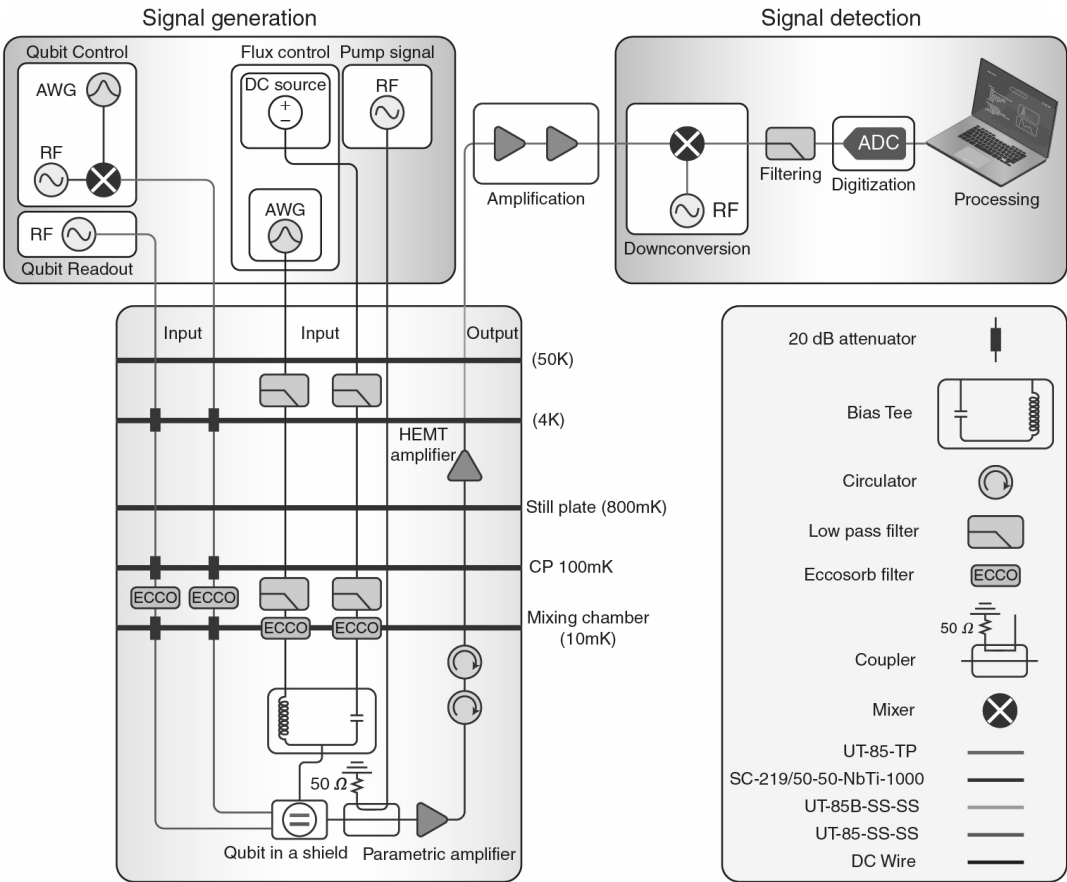 Signal generation
Signal detection
Qubit Control
Flux control
Pump signal
AWG
DC source
RF
+
−
RF
AWG
RF
Qubit Readout
Amplification
RF
Downconversion
Filtering
ADC
Digitization
Processing
Input
Input
Output
(50K)
(4K)
HEMT
amplifier
Still plate (800mK)
CP 100mK
ECCO
ECCO
Mixing chamber
(10mK)
ECCO
ECCO
50 Ω
Qubit in a shield
Parametric amplifier
20 dB attenuator
Bias Tee
Circulator
Low pass filter
Eccosorb filter
ECCO
50 Ω
Coupler
Mixer
UT-85-TP
SC-219/50-50-NbTi-1000
UT-85B-SS-SS
UT-85-SS-SS
DC Wire